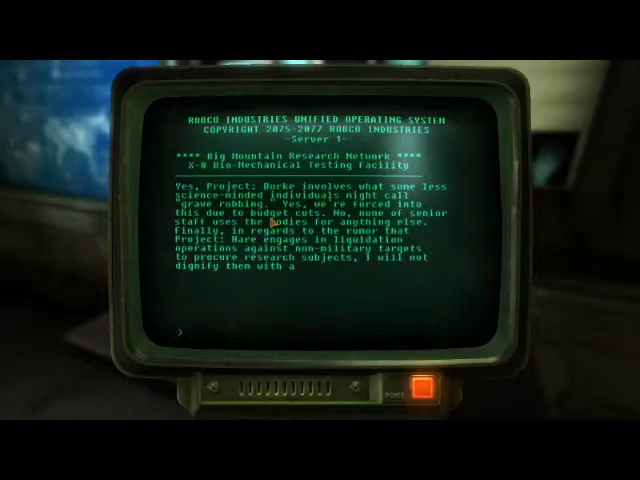 ROBCO INDUSTRIES UNIFIED OPERATING SYSTEM
COPYRIGHT 2075-2077 ROBCO INDUSTRIES
-Server 1-
**** Big Mountain Research Network ****
X-8 Bio-Mechanical Testing Facility
Yes, Project: Burke involves what some less
science-minded individuals night call
"grave robbing." Yes, we're forced into
this due to budget cuts. No, none of senior
staff uses the bodies for anything else.
Finally, in regards to the rumor that
Project: Hare engages in liquidation
operations against non-military targets
to procure research subjects, I will not
dignify them with a
>
POWER